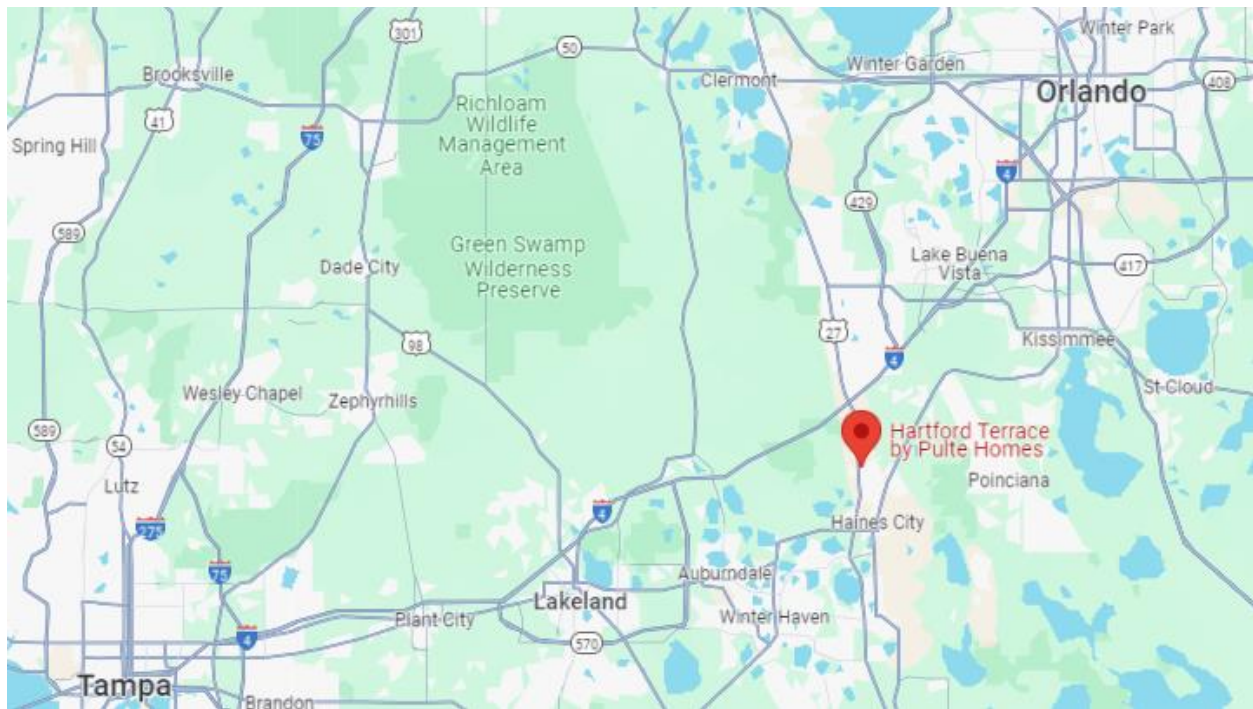 301
Winter Park
50
Brooksville
Clermont
Winter Garden
408
Orlando
Richloam
Wildlife
Management
Area
41
75
Spring Hill
4
429
589
Green Swamp
Wilderness
Preserve
Dade City
Lake Buena
Vista
417
27
98
Kissimmee
4
Wesley Chapel
Zephyrhills
St Cloud
589
54
Hartford Terrace
by Pulte Homes
Lutz
Poinciana
4
275
Haines City
75
Auburndale
Lakeland
Plant City
Winter Haven
4
570
Tampa
Brandon